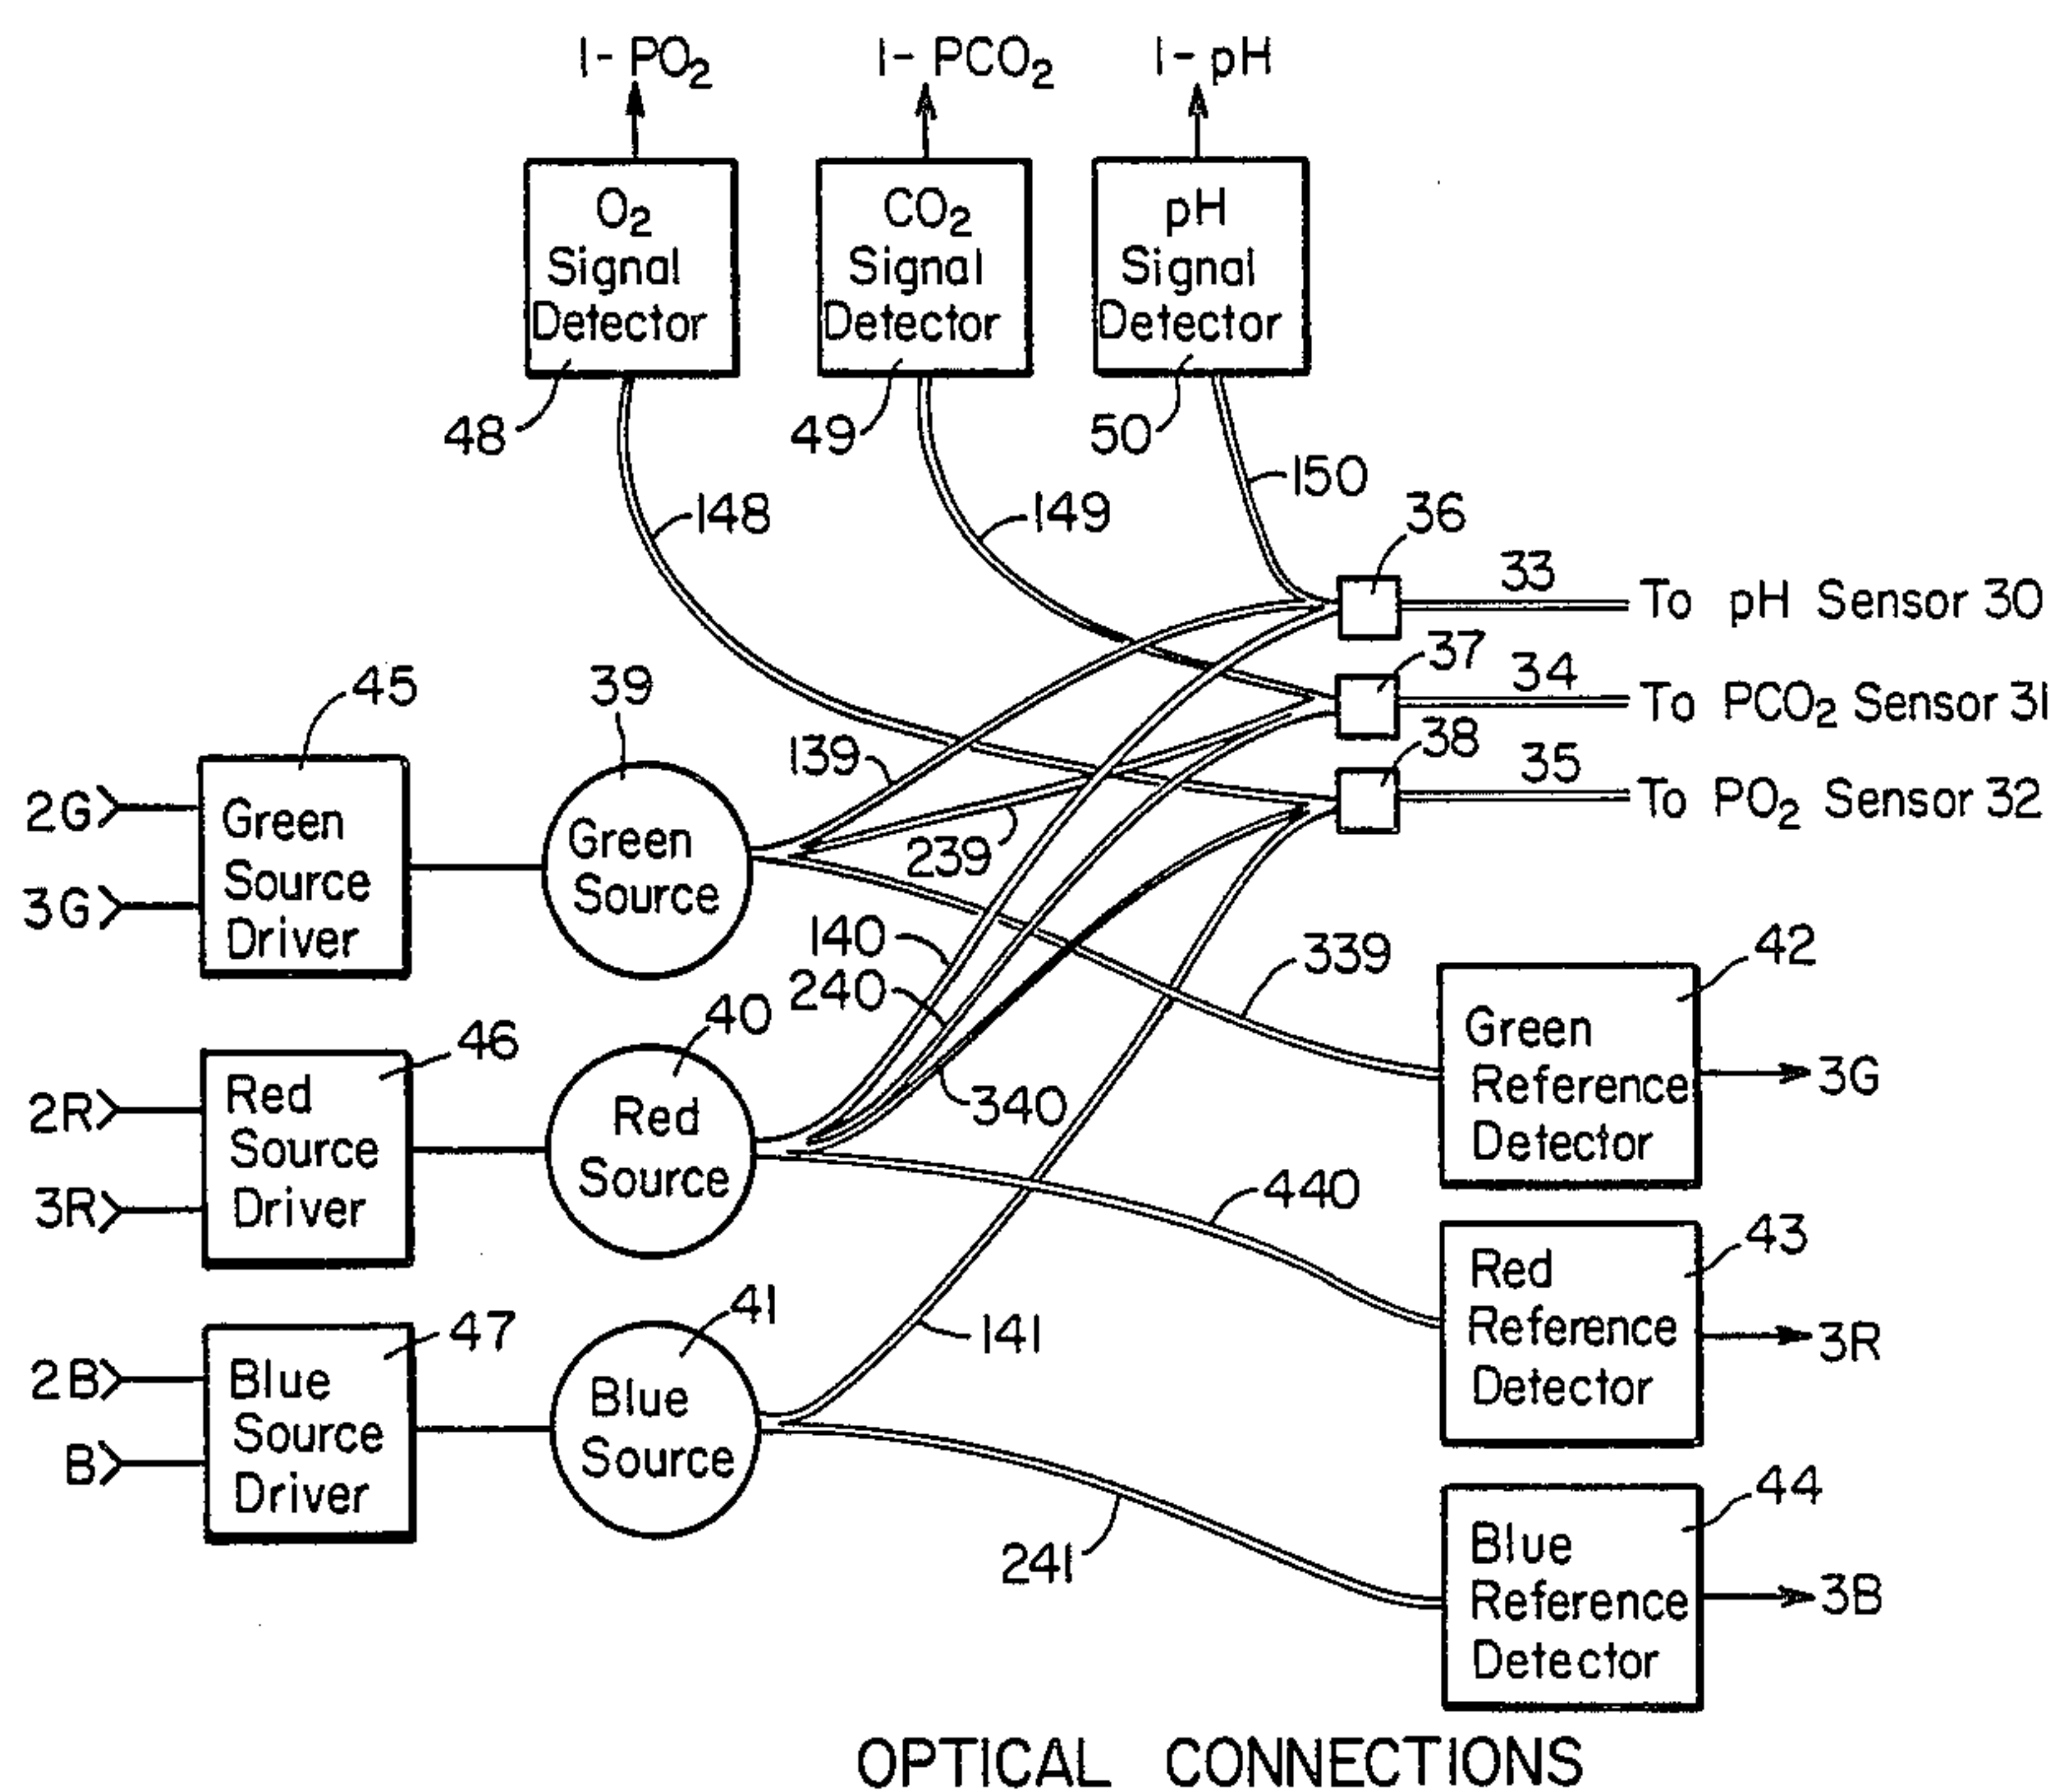 1-PO₂
1-PCO₂
1-pH
O₂
Signal
Detector
CO₂
Signal
Detector
pH
Signal
Detector
48
49
50
148
149
150
36
33
To pH Sensor 30
37
34
To PCO₂ Sensor 31
38
35
To PO₂ Sensor 32
45
39
139
239
2G
3G
Green
Source
Driver
Green
Source
140
240
339
42
Green
Reference
Detector
3G
46
40
340
2R
3R
Red
Source
Driver
Red
Source
440
43
Red
Reference
Detector
3R
47
41
141
2B
B
Blue
Source
Driver
Blue
Source
241
44
Blue
Reference
Detector
3B
OPTICAL CONNECTIONS